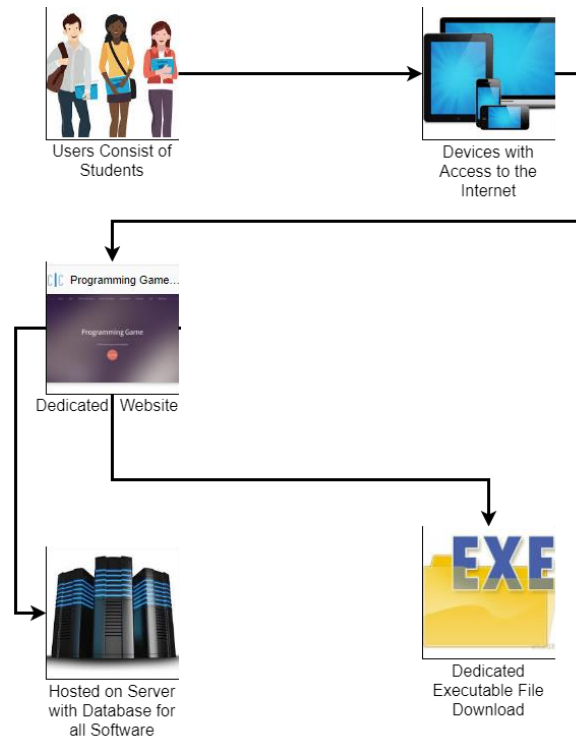 Users Consist of
Students
Devices with
Access to the
Internet
C|C Programming Game...
Programming Game
Dedicated Website
EXE
Hosted on Server
with Database for
all Software
Dedicated
Executable File
Download